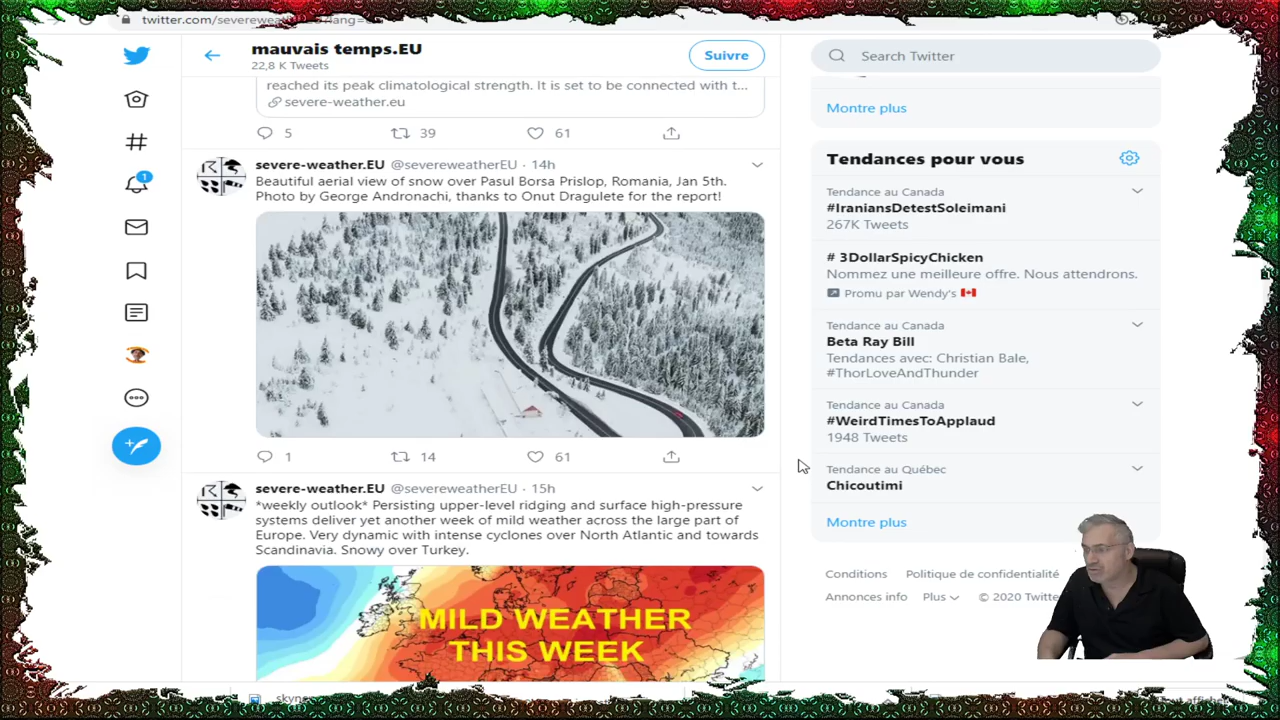 twitter.com/severeweath
lang=
mauvais temps.EU
22,8 K Tweets
Suivre
reached its peak climatological strength. It is set to be connected with t...
severe-weather.eu
5 39 61
severe-weather.EU @severeweatherEU · 14h
Beautiful aerial view of snow over Pasul Borsa Prislop, Romania, Jan 5th.
Photo by George Andronachi, thanks to Onut Dragulete for the report!
1 14 61
severe-weather.EU @severeweatherEU · 15h
*weekly outlook* Persisting upper-level ridging and surface high-pressure
systems deliver yet another week of mild weather across the large part of
Europe. Very dynamic with intense cyclones over North Atlantic and towards
Scandinavia. Snowy over Turkey.
MILD WEATHER
THIS WEEK
1
Search Twitter
Montre plus
Tendances pour vous
Tendance au Canada
#IraniansDetestSoleimani
267K Tweets
# 3DollarSpicyChicken
Nommez une meilleure offre. Nous attendrons.
Promu par Wendy's
Tendance au Canada
Beta Ray Bill
Tendances avec: Christian Bale,
#ThorLoveAndThunder
Tendance au Canada
#WeirdTimesToApplaud
1948 Tweets
Tendance au Québec
Chicoutimi
Montre plus
Conditions Politique de confidentialité
Annonces info Plus © 2020 Twitte